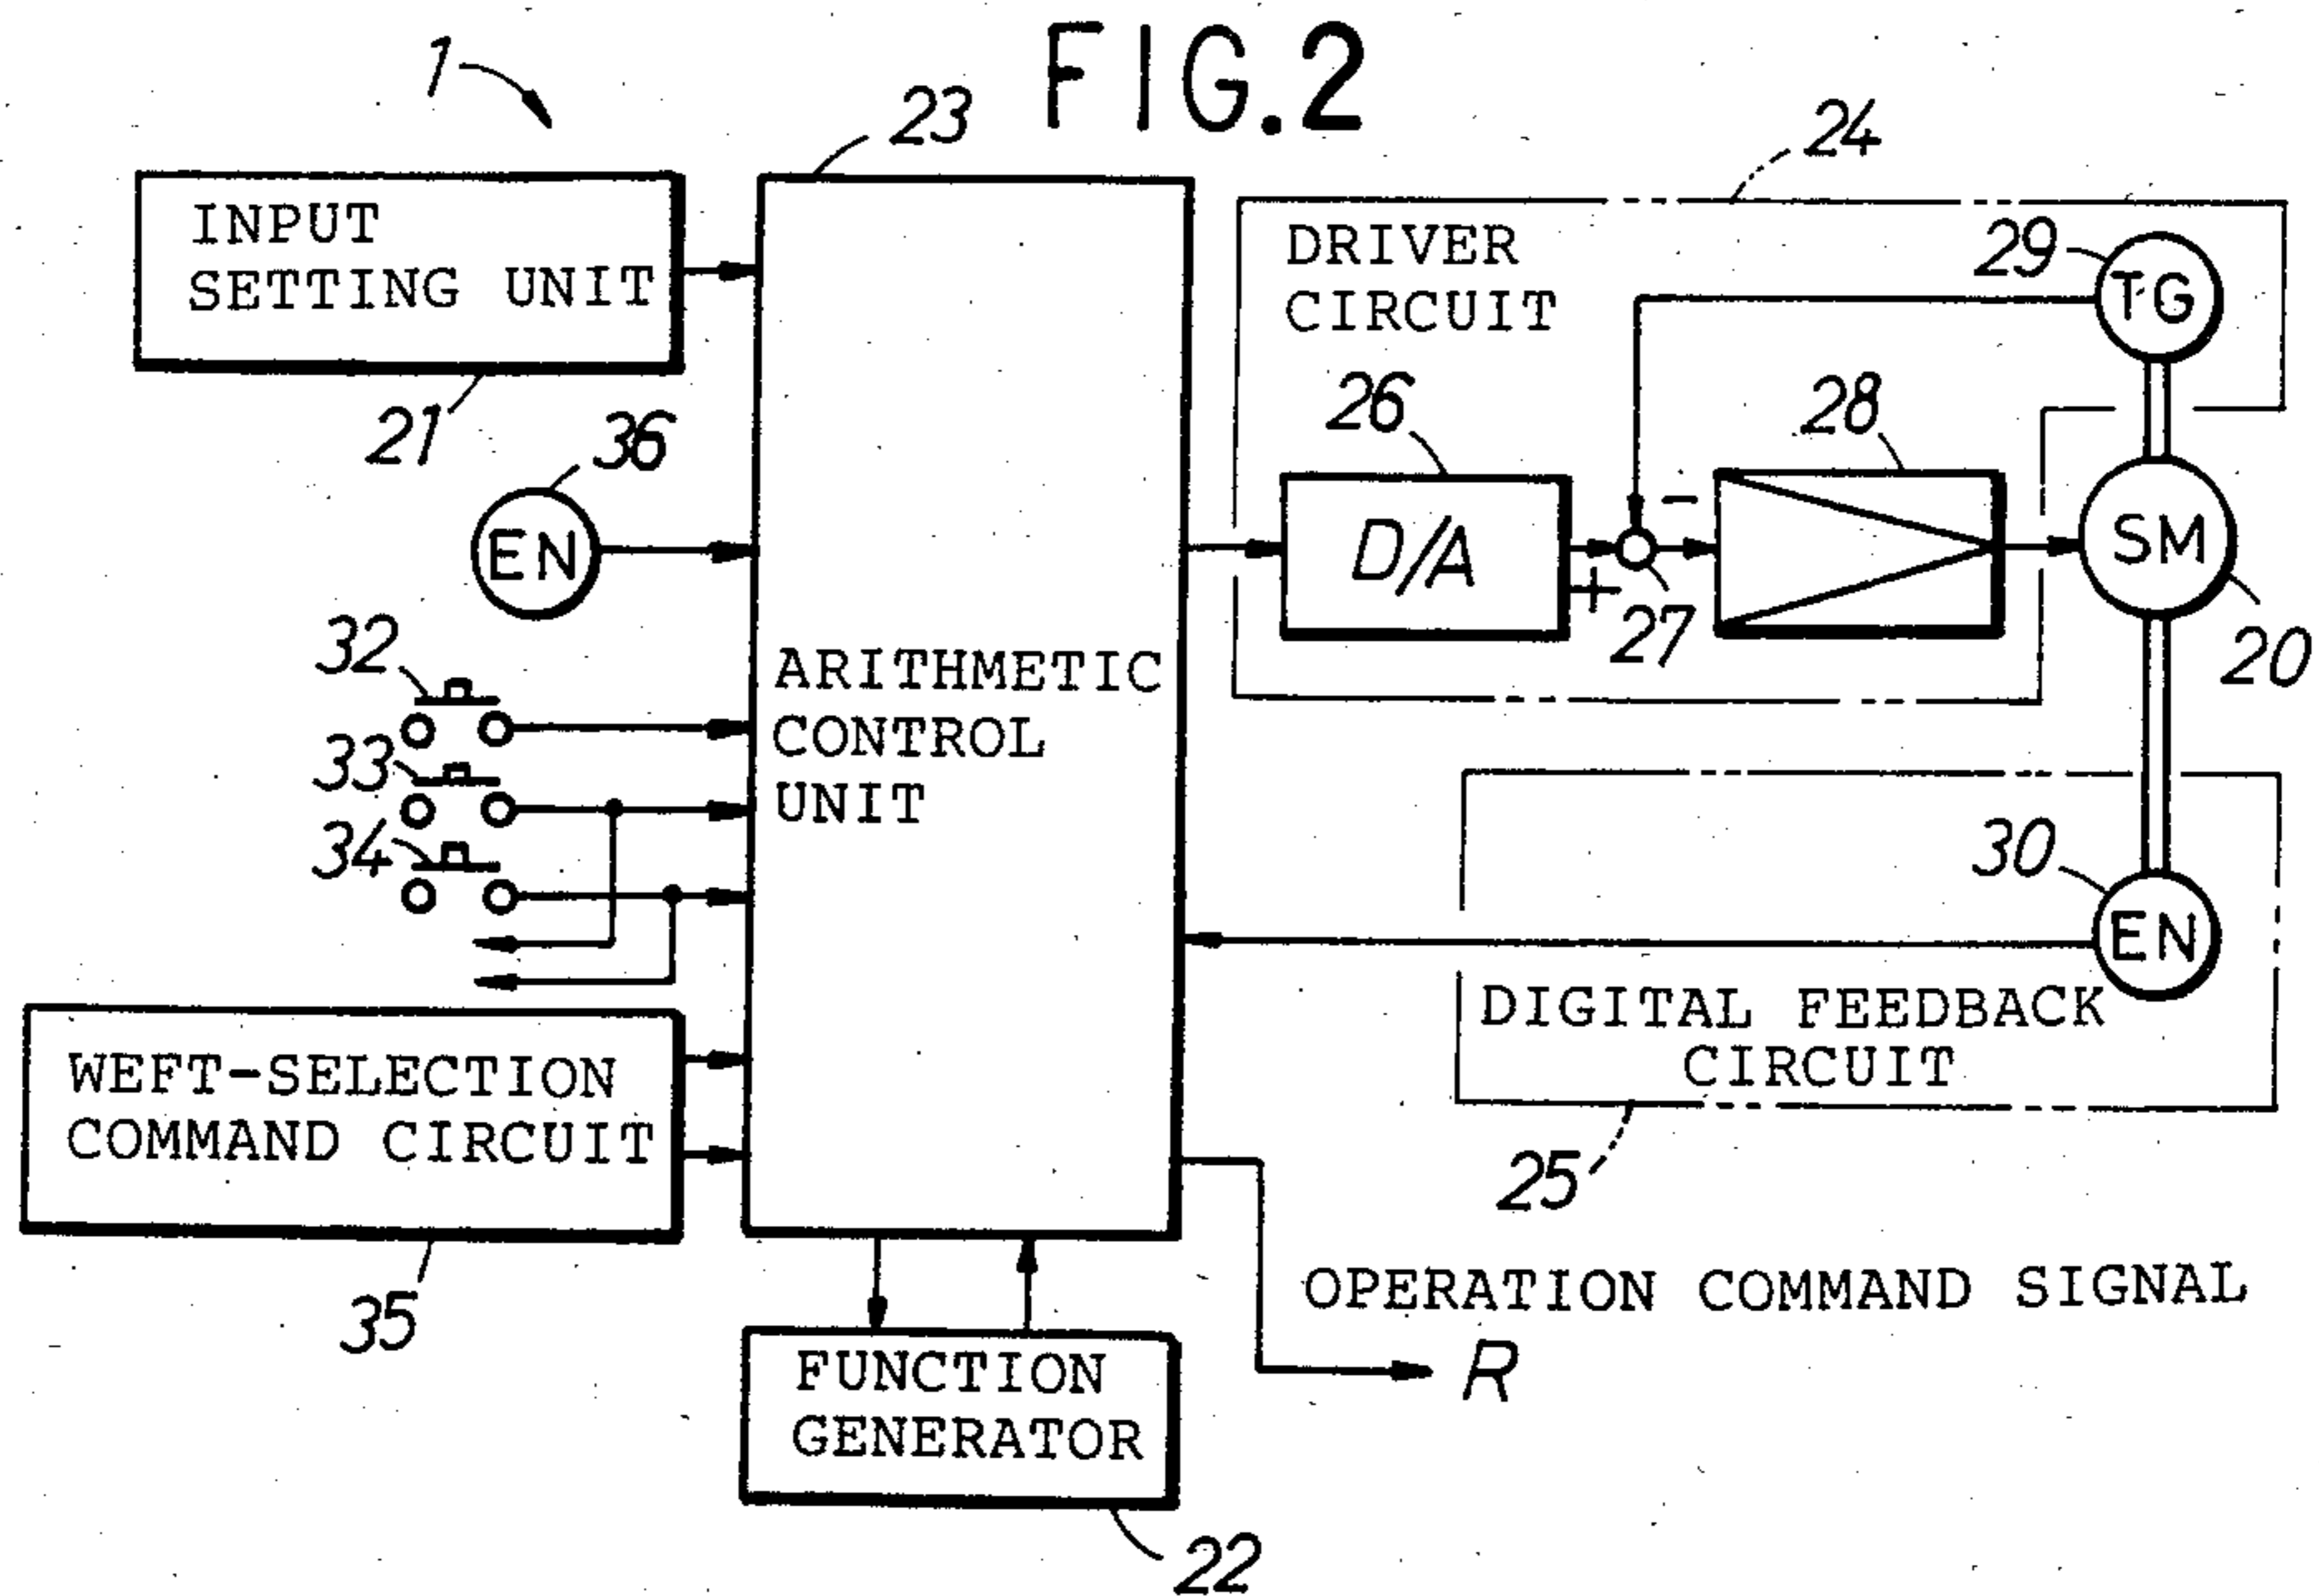 FIG.2
1
23
24
INPUT
SETTING UNIT
21
DRIVER
CIRCUIT
29
TG
36
EN
26
28
D/A
-
+
27
SM
20
32
33
34
ARITHMETIC
CONTROL
UNIT
30
EN
DIGITAL FEEDBACK
CIRCUIT
25
WEFT-SELECTION
COMMAND CIRCUIT
35
OPERATION COMMAND SIGNAL
R
FUNCTION
GENERATOR
22